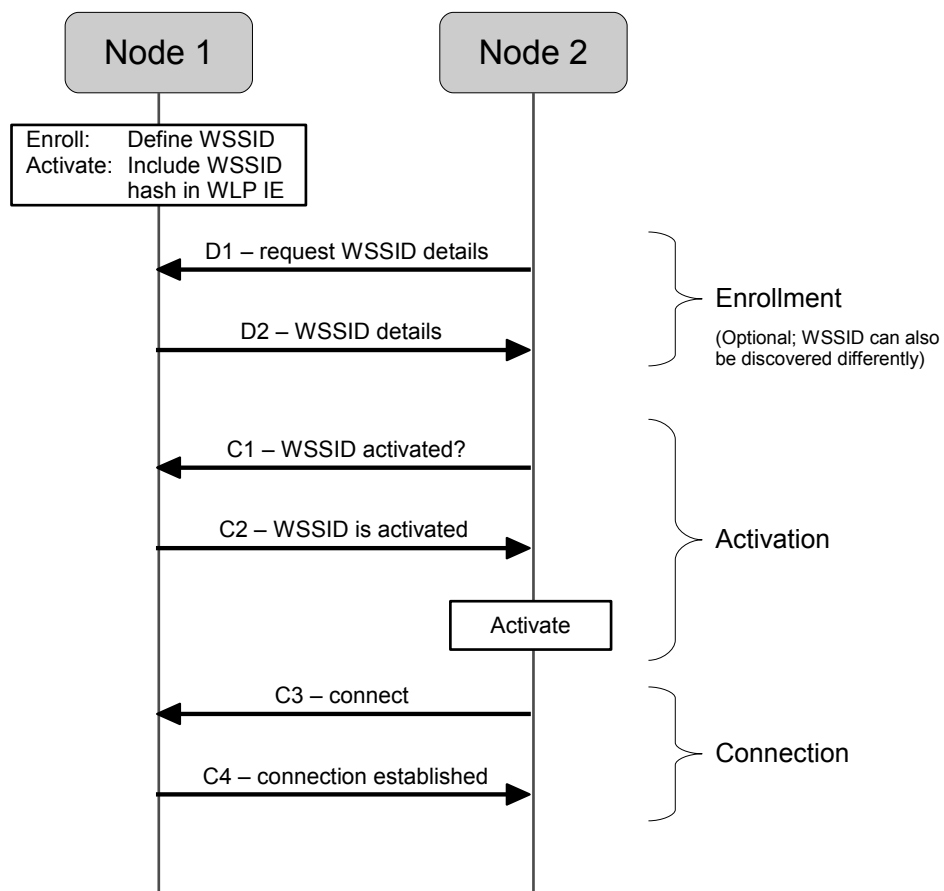 Node 1
Node 2
Enroll: Define WSSID
Activate: Include WSSID
hash in WLP IE
D1 – request WSSID details
D2 – WSSID details
Enrollment
(Optional; WSSID can also
be discovered differently)
C1 – WSSID activated?
C2 – WSSID is activated
Activation
Activate
C3 – connect
C4 – connection established
Connection